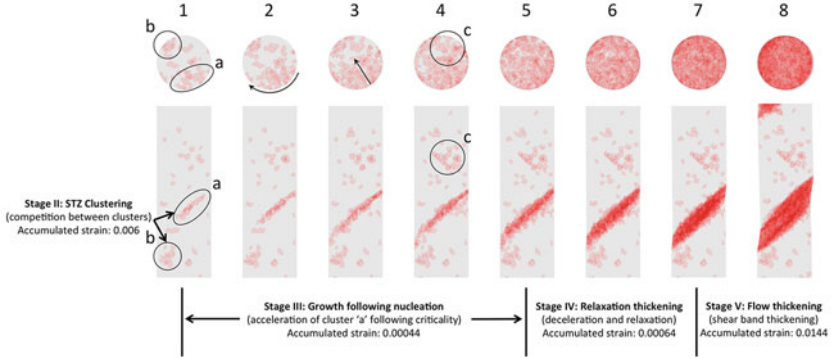 1 2 3 4 5 6 7 8
b
a
c
c
a
b
Stage II: STZ Clustering
(competition between clusters)
Accumulated strain: 0.006
Stage III: Growth following nucleation
(acceleration of cluster ‘a’ following criticality)
Accumulated strain: 0.00044
Stage IV: Relaxation thickening
(deceleration and relaxation)
Accumulated strain: 0.00064
Stage V: Flow thickening
(shear band thickening)
Accumulated strain: 0.0144